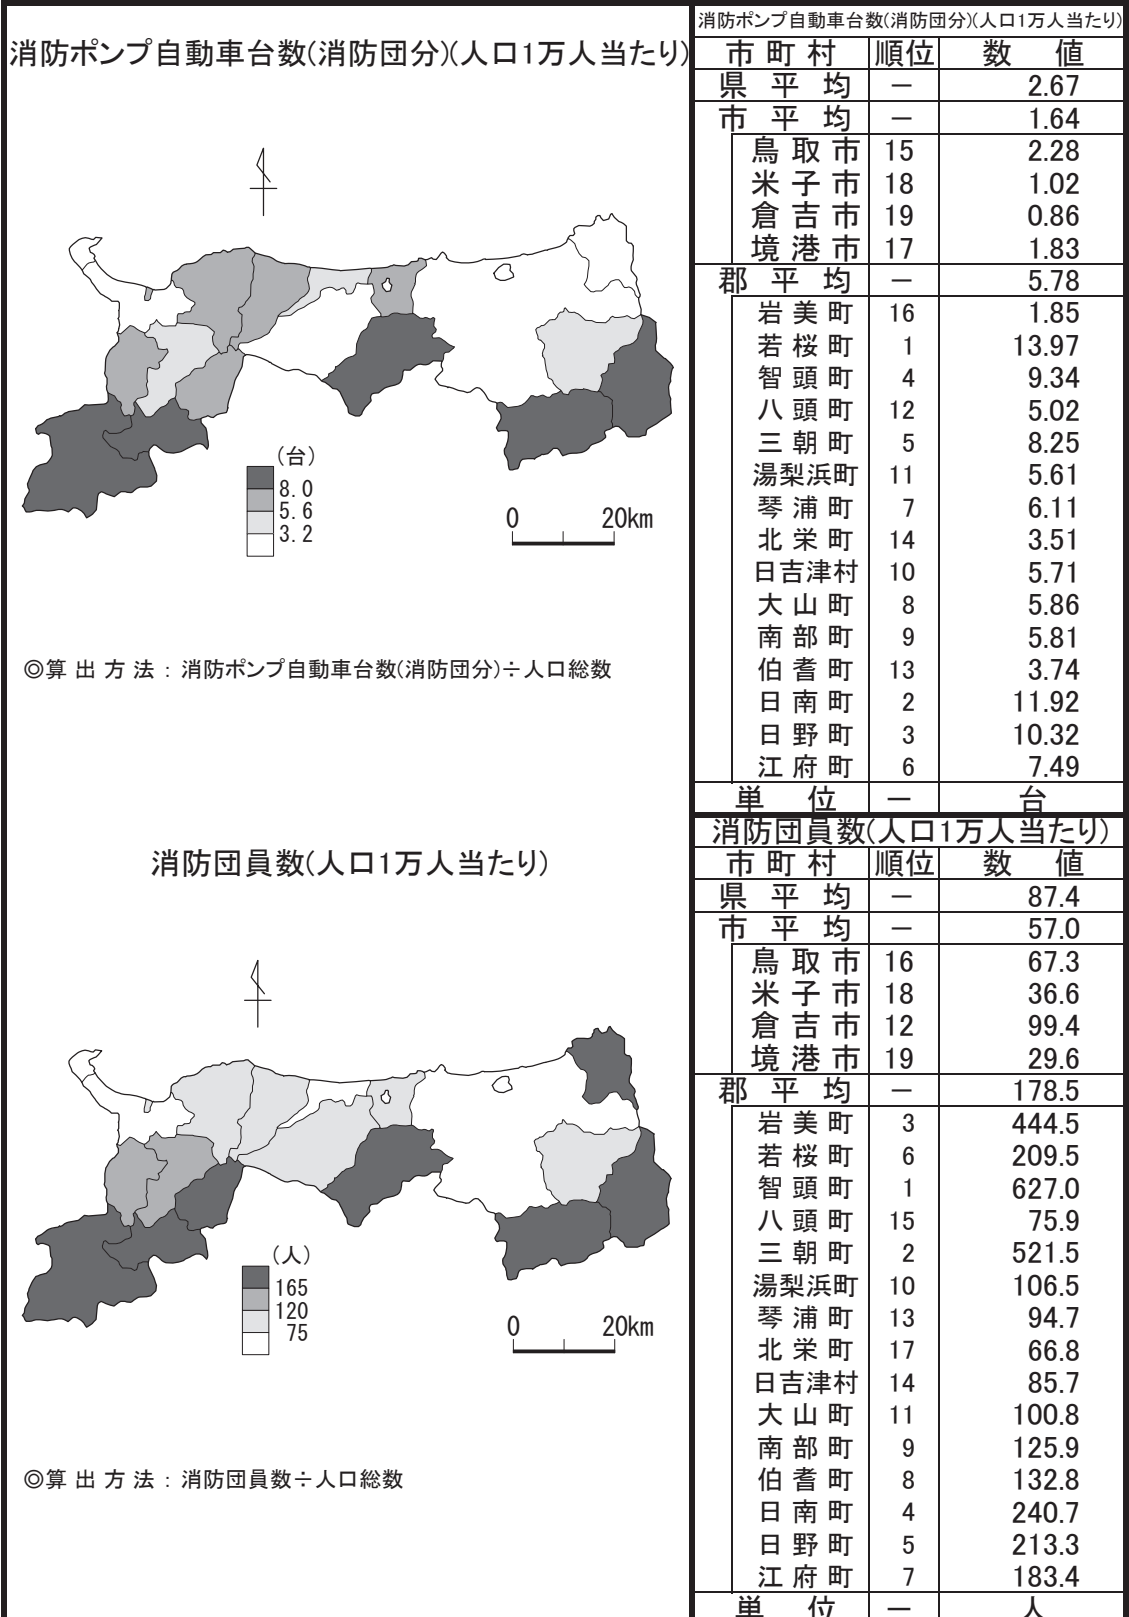 消防ポンプ自動車台数(消防団分)(人口1万人当たり)
(台)
8.0
5.6
3.2
0 20km
◎算出方法：消防ポンプ自動車台数(消防団分)÷人口総数
消防ポンプ自動車台数(消防団分)(人口1万人当たり)
市町村 順位 数値
県平均 － 2.67
市平均 － 1.64
鳥取市 15 2.28
米子市 18 1.02
倉吉市 19 0.86
境港市 17 1.83
郡平均 － 5.78
岩美町 16 1.85
若桜町 1 13.97
智頭町 4 9.34
八頭町 12 5.02
三朝町 5 8.25
湯梨浜町 11 5.61
琴浦町 7 6.11
北栄町 14 3.51
日吉津村 10 5.71
大山町 8 5.86
南部町 9 5.81
伯耆町 13 3.74
日南町 2 11.92
日野町 3 10.32
江府町 6 7.49
単位 － 台
消防団員数(人口1万人当たり)
(人)
165
120
75
0 20km
◎算出方法：消防団員数÷人口総数
消防団員数(人口1万人当たり)
市町村 順位 数値
県平均 － 87.4
市平均 － 57.0
鳥取市 16 67.3
米子市 18 36.6
倉吉市 12 99.4
境港市 19 29.6
郡平均 － 178.5
岩美町 3 444.5
若桜町 6 209.5
智頭町 1 627.0
八頭町 15 75.9
三朝町 2 521.5
湯梨浜町 10 106.5
琴浦町 13 94.7
北栄町 17 66.8
日吉津村 14 85.7
大山町 11 100.8
南部町 9 125.9
伯耆町 8 132.8
日南町 4 240.7
日野町 5 213.3
江府町 7 183.4
単位 － 人